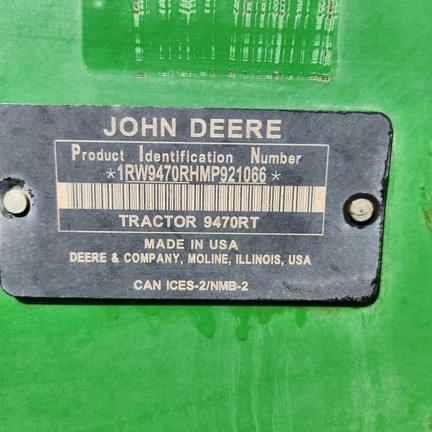 JOHN DEERE
Product Identification Number
*1RW9470RHMP921066*
TRACTOR 9470RT
MADE IN USA
DEERE & COMPANY, MOLINE, ILLINOIS, USA
CAN ICES-2/NMB-2